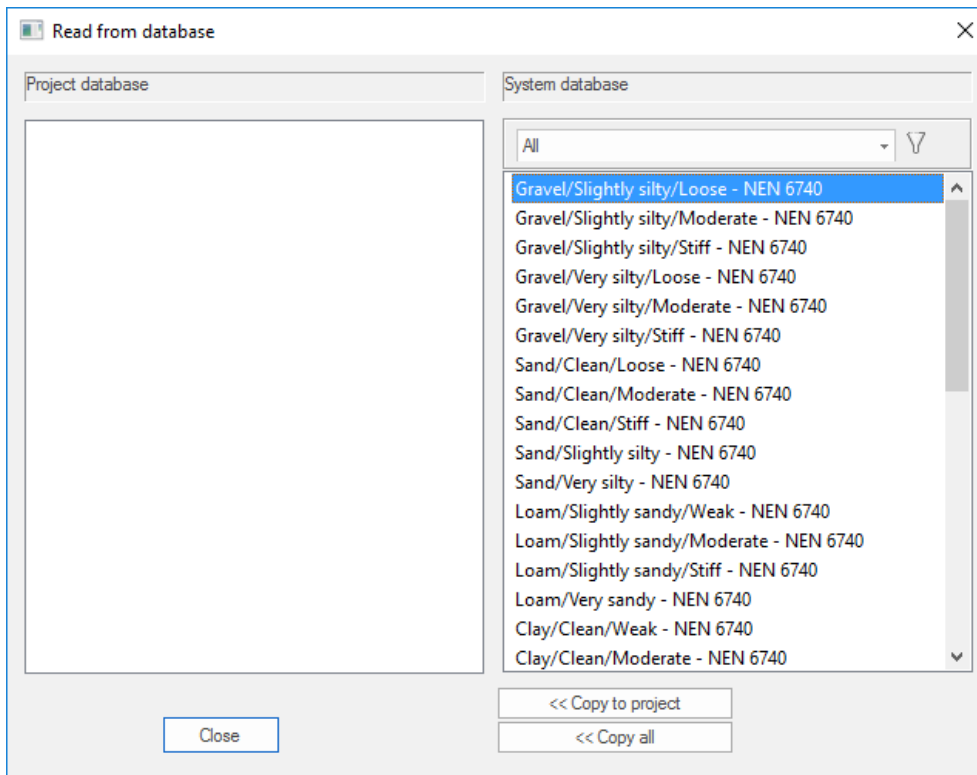 Read from database
Project database
System database
All
Gravel/Slightly silty/Loose - NEN 6740
Gravel/Slightly silty/Moderate - NEN 6740
Gravel/Slightly silty/Stiff - NEN 6740
Gravel/Very silty/Loose - NEN 6740
Gravel/Very silty/Moderate - NEN 6740
Gravel/Very silty/Stiff - NEN 6740
Sand/Clean/Loose - NEN 6740
Sand/Clean/Moderate - NEN 6740
Sand/Clean/Stiff - NEN 6740
Sand/Slightly silty - NEN 6740
Sand/Very silty - NEN 6740
Loam/Slightly sandy/Weak - NEN 6740
Loam/Slightly sandy/Moderate - NEN 6740
Loam/Slightly sandy/Stiff - NEN 6740
Loam/Very sandy - NEN 6740
Clay/Clean/Weak - NEN 6740
Clay/Clean/Moderate - NEN 6740
<< Copy to project
Close
<< Copy all